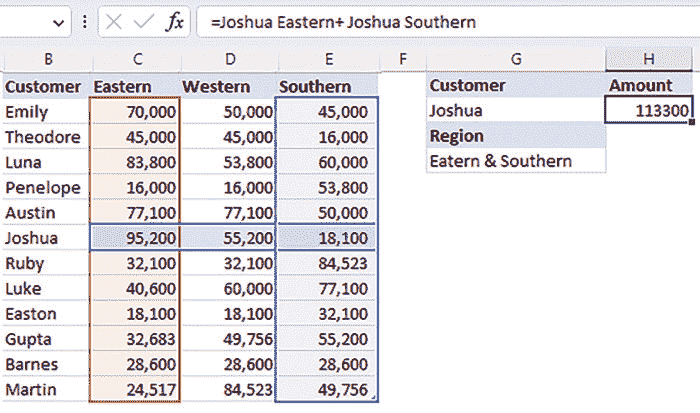 fx =Joshua Eastern+ Joshua Southern
B C D E F G H
Customer Eastern Western Southern Customer Amount
Emily 70,000 50,000 45,000 Joshua 113300
Theodore 45,000 45,000 16,000 Region
Luna 83,800 53,800 60,000 Eatern & Southern
Penelope 16,000 16,000 53,800
Austin 77,100 77,100 50,000
Joshua 95,200 55,200 18,100
Ruby 32,100 32,100 84,523
Luke 40,600 60,000 77,100
Easton 18,100 18,100 32,100
Gupta 32,683 49,756 55,200
Barnes 28,600 28,600 28,600
Martin 24,517 84,523 49,756